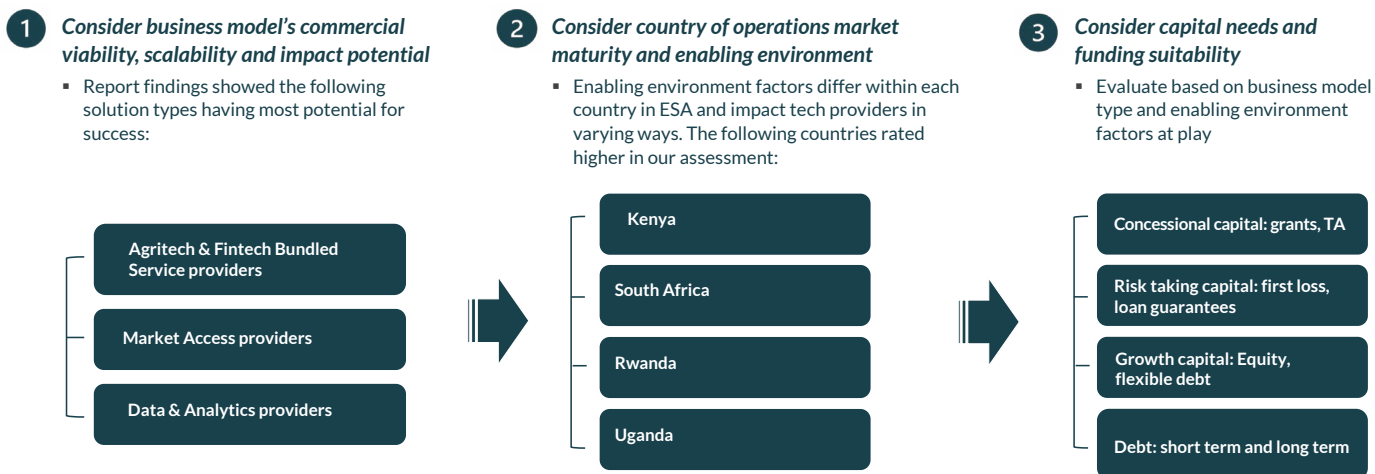 1
Consider business model's commercial
viability, scalability and impact potential
▪ Report findings showed the following
solution types having most potential for
success:
Agritech & Fintech Bundled
Service providers
Market Access providers
Data & Analytics providers
2
Consider country of operations market
maturity and enabling environment
▪ Enabling environment factors differ within each
country in ESA and impact tech providers in
varying ways. The following countries rated
higher in our assessment:
Kenya
South Africa
Rwanda
Uganda
3
Consider capital needs and
funding suitability
▪ Evaluate based on business model
type and enabling environment
factors at play
Concessional capital: grants, TA
Risk taking capital: first loss,
loan guarantees
Growth capital: Equity,
flexible debt
Debt: short term and long term